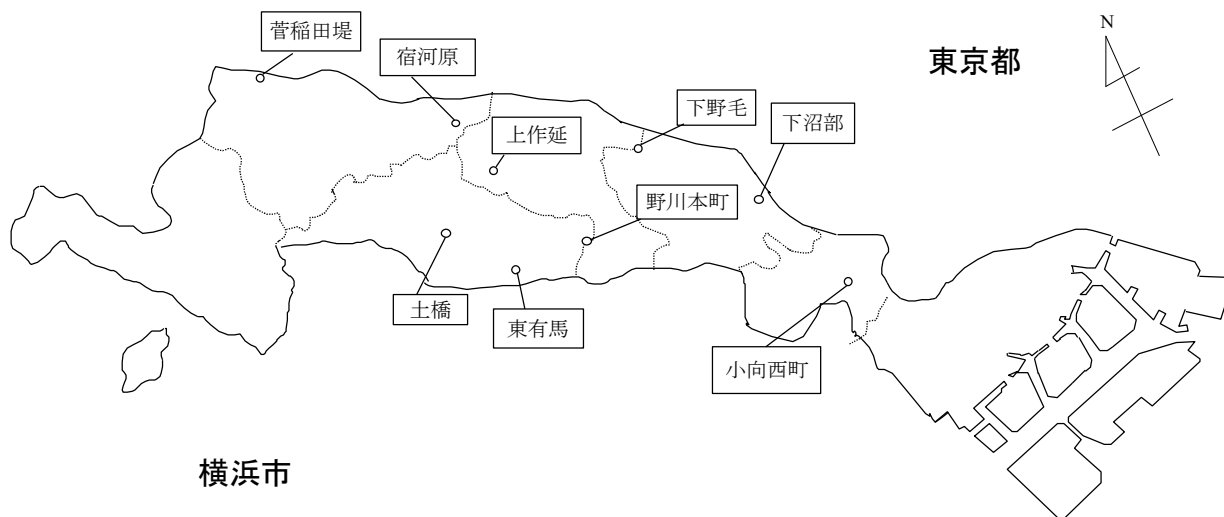 菅稲田堤
宿河原
東京都
N
下野毛
下沼部
上作延
野川本町
土橋
東有馬
小向西町
横浜市